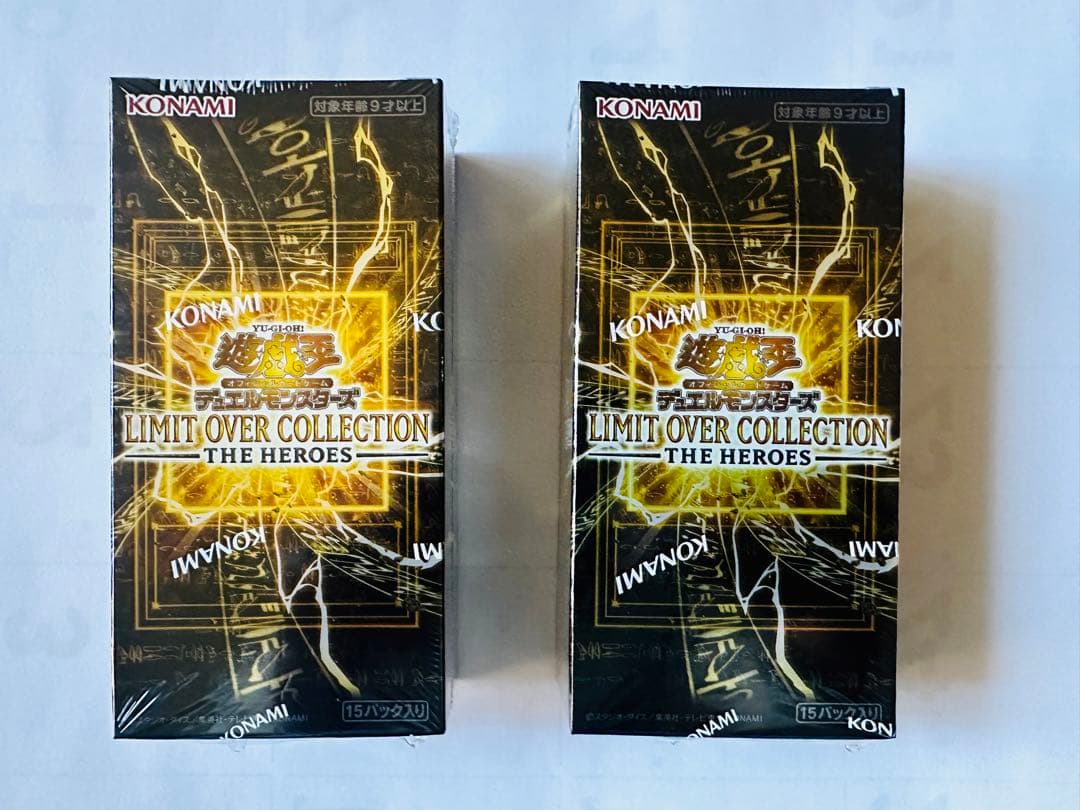 KONAMI
対象年齢9才以上
KONAMI
YU-GI-OH!
遊戯王
オフィシャルカードゲーム
デュエルモンスターズ
LIMIT OVER COLLECTION
THE HEROES
KONAMI
KONAMI
15パック入り
KONAMI
対象年齢9才以上
KONAMI
YU-GI-OH!
遊戯王
オフィシャルカードゲーム
デュエルモンスターズ
LIMIT OVER COLLECTION
THE HEROES
KONAMI
KONAMI
15パック入り